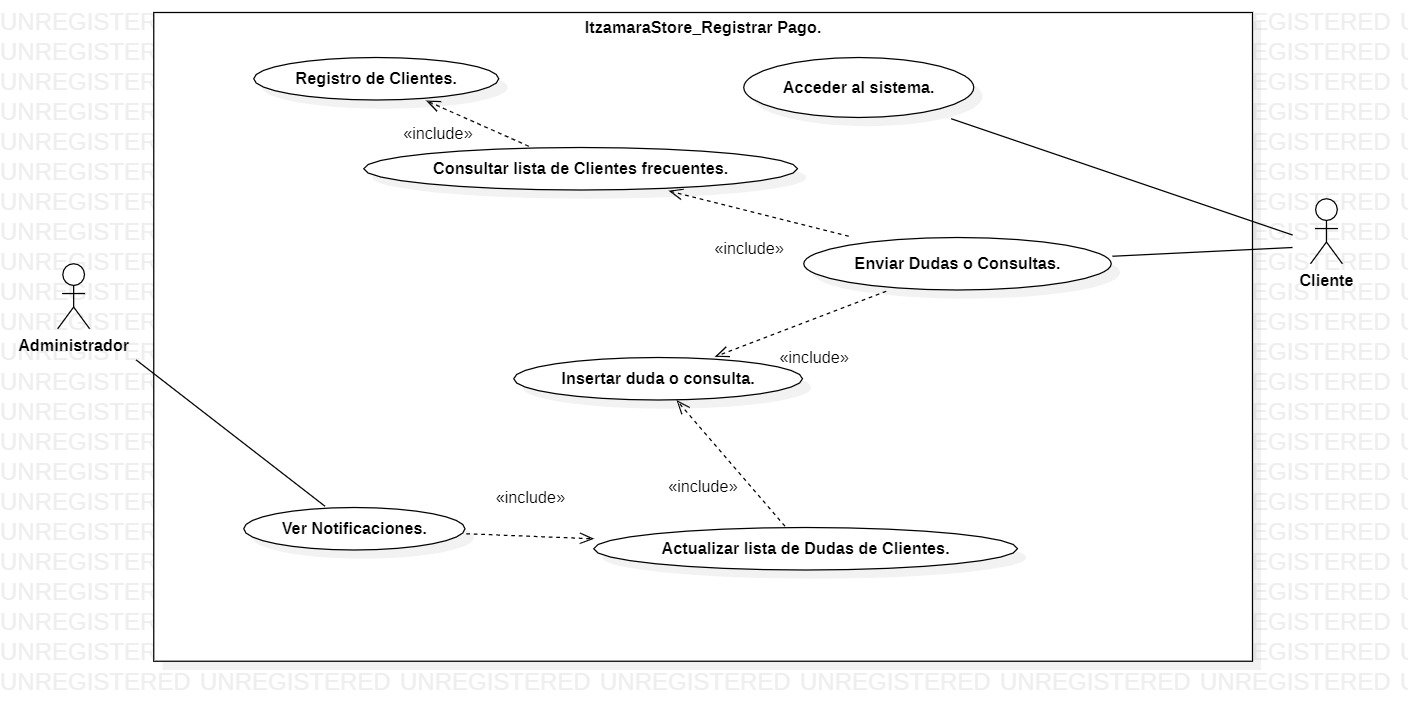 ItzamaraStore_Registrar Pago.
Registro de Clientes.
Acceder al sistema.
«include»
Consultar lista de Clientes frecuentes.
«include»
Enviar Dudas o Consultas.
Cliente
Administrador
«include»
Insertar duda o consulta.
«include»
«include»
Ver Notificaciones.
Actualizar lista de Dudas de Clientes.
UNREGISTERED UNREGISTERED UNREGISTERED UNREGISTERED UNREGISTERED UNREGISTERED UNREGISTERED